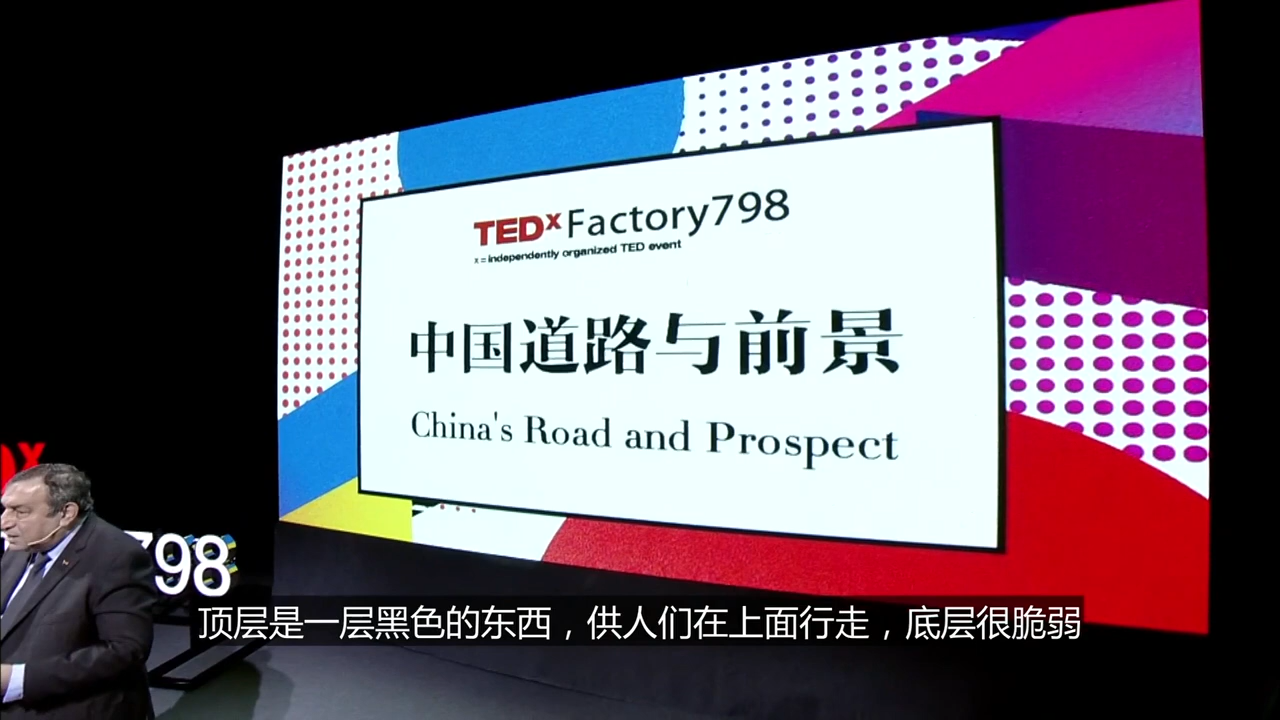 TEDx Factory798
x = independently organized TED event
中国道路与前景
China's Road and Prospect
x
798
顶层是一层黑色的东西，供人们在上面行走，底层很脆弱